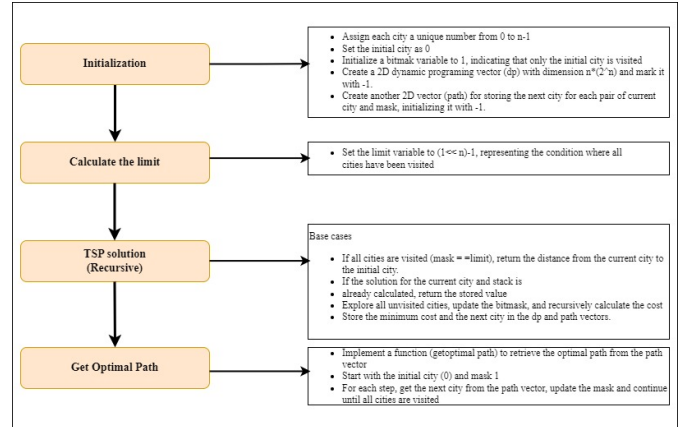 Initialization
• Assign each city a unique number from 0 to n-1
• Set the initial city as 0
• Initialize a bitmak variable to 1, indicating that only the initial city is visited
• Create a 2D dynamic programing vector (dp) with dimension n*(2^n) and mark it
with -1.
• Create another 2D vector (path) for storing the next city for each pair of current
city and mask, initializing it with -1.
Calculate the limit
• Set the limit variable to (1<< n)-1, representing the condition where all
cities have been visited
TSP solution
(Recursive)
Base cases
• If all cities are visited (mask = =limit), return the distance from the current city to
the initial city.
• If the solution for the current city and stack is
• already calculated, return the stored value
• Explore all unvisited cities, update the bitmask, and recursively calculate the cost
• Store the minimum cost and the next city in the dp and path vectors.
Get Optimal Path
• Implement a function (getoptimal path) to retrieve the optimal path from the path
vector
• Start with the initial city (0) and mask 1
• For each step, get the next city from the path vector, update the mask and continue
until all cities are visited